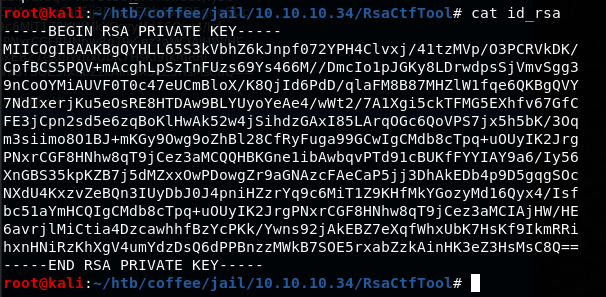 root@kali:~/htb/coffee/jail/10.10.10.34/RsaCtfTool# cat id_rsa
-----BEGIN RSA PRIVATE KEY-----
MIICOgIBAAKBgQYHLL65S3kVbhZ6kJnpf072YPH4Clvxj/41tzMVp/O3PCRVkDK/
CpfBCS5PQV+mAcghLpSzTnFUzs69Ys466M//DmcIo1pJGKy8LDrwdpsSjVmvSgg3
9nCoOYMiAUVF0T0c47eUCmBloX/K8QjId6PdD/qlaFM8B87MHZlW1fqe6QKBgQVY
7NdIxerjKu5eOsRE8HTDAw9BLYUyoYeAe4/wWt2/7A1Xgi5ckTFMG5EXhfv67GfC
FE3jCpn2sd5e6zqBoKlHwAk52w4jSihdzGAxI85LArqOGc6QoVPS7jx5h5bK/3Oq
m3siimo8O1BJ+mKGy9Owg9oZhBl28CfRyFuga99GCwIgCMdb8cTpq+uOUyIK2Jrg
PNxrCGF8HNhw8qT9jCez3aMCQQHBKGne1ibAwbqvPTd91cBUKfFYYIAY9a6/Iy56
XnGBS35kpKZB7j5dMZxxOwPDowgZr9aGNAzcFAeCaP5jj3DhAkEDb4p9D5gqgSOc
NXdU4KxzvZeBQn3IUyDbJ0J4pniHZzrYq9c6MiT1Z9KHfMkYGozyMd16Qyx4/Isf
bc51aYmHCQIgCMdb8cTpq+uOUyIK2JrgPNxrCGF8HNhw8qT9jCez3aMCIAjHW/HE
6avrjlMiCtia4DzcawhhfBzYcPKk/Ywns92jAkEBZ7eXqfWhxUbK7HsKf9IkmRRi
hxnHNiRzKhXgV4umYdzDsQ6dPPBnzzMWkB7SOE5rxabZzkAinHK3eZ3HsMsC8Q==
-----END RSA PRIVATE KEY-----
root@kali:~/htb/coffee/jail/10.10.10.34/RsaCtfTool#